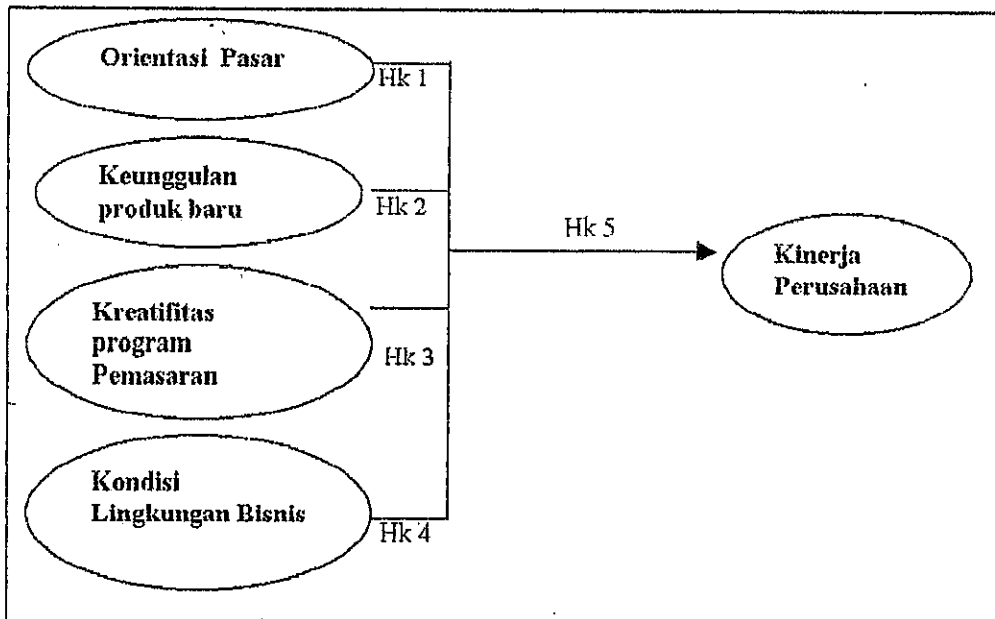 Orientasi Pasar
Hk 1
Keunggulan
produk baru
Hk 2
Hk 5
Kinerja
Perusahaan
Kreatifitas
program
Pemasaran
Hk 3
Kondisi
Lingkungan Bisnis
Hk 4